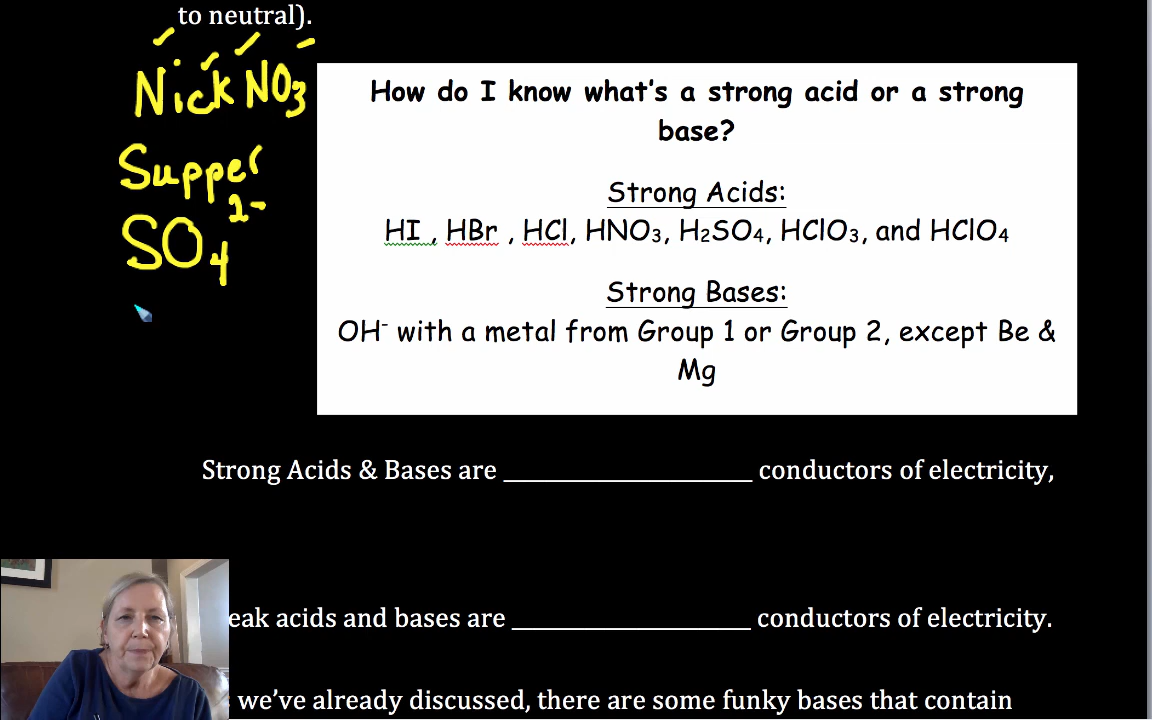 to neutral).
Nick NO3⁻
Supper
SO4²⁻
How do I know what's a strong acid or a strong
base?
Strong Acids:
HI , HBr , HCl, HNO₃, H₂SO₄, HClO₃, and HClO₄
Strong Bases:
OH⁻ with a metal from Group 1 or Group 2, except Be &
Mg
Strong Acids & Bases are ____________________ conductors of electricity,
eak acids and bases are ____________________ conductors of electricity.
we've already discussed, there are some funky bases that contain